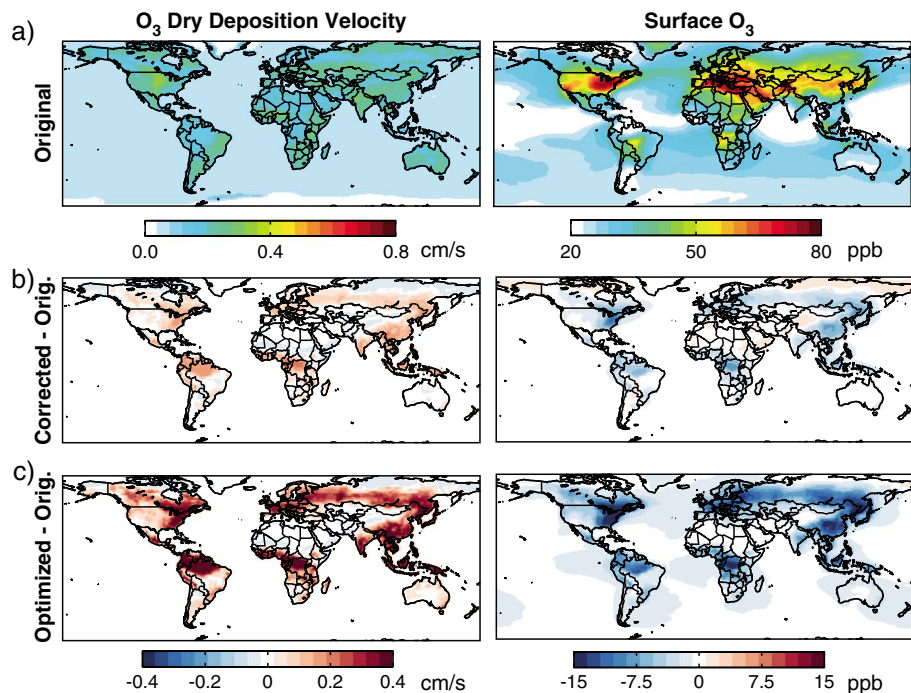 O3 Dry Deposition Velocity
Surface O3
a)
Original
0.0 0.4 0.8
cm/s
20 50 80 ppb
b)
Corrected - Orig.
c)
Optimized - Orig.
-0.4 -0.2 0 0.2 0.4
cm/s
-15 -7.5 0 7.5 15
ppb